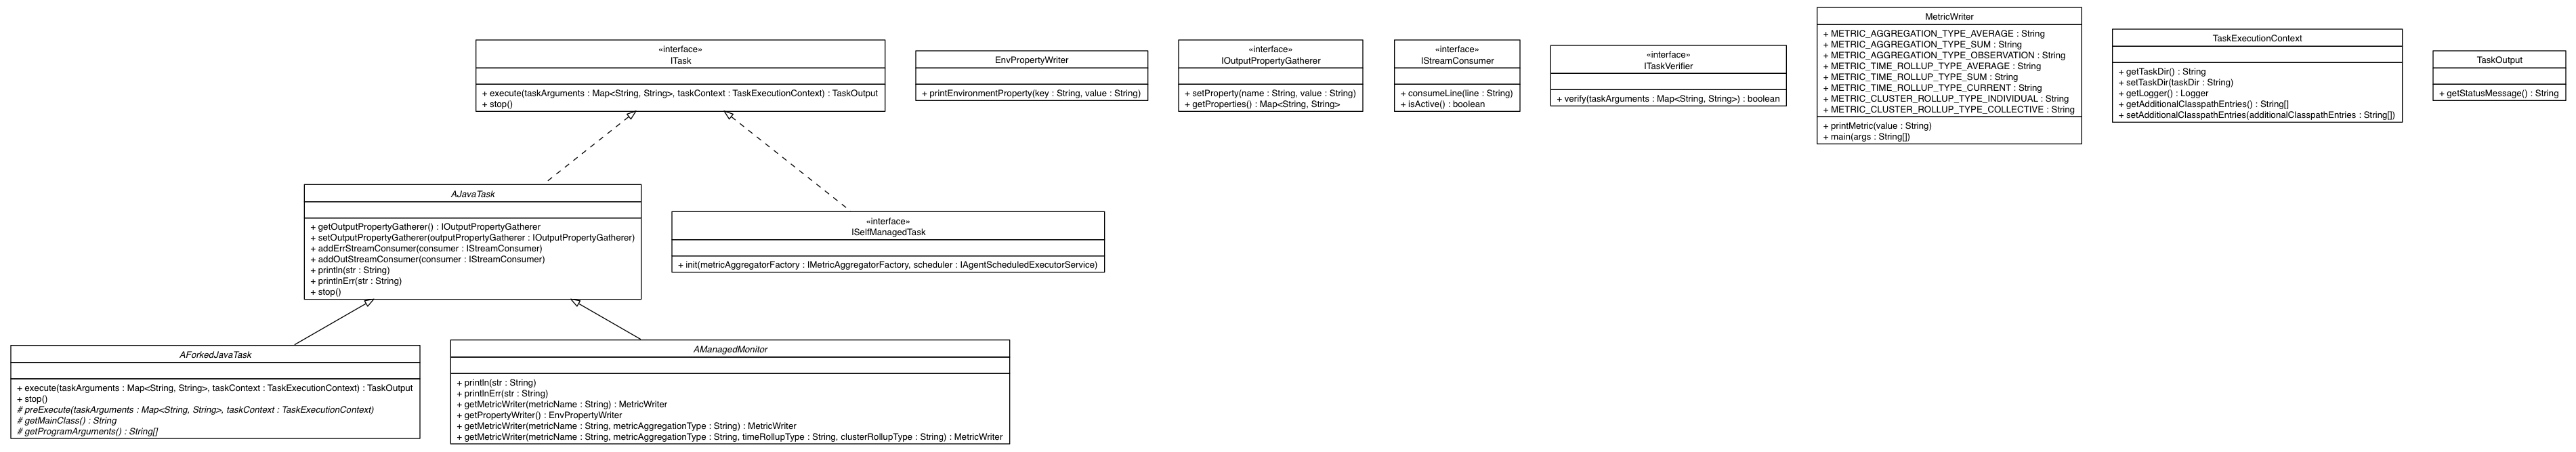 «interface»
ITask
+ execute(taskArguments : Map<String, String>, taskContext : TaskExecutionContext) : TaskOutput
+ stop()
EnvPropertyWriter
+ printEnvironmentProperty(key : String, value : String)
«interface»
IOutputPropertyGatherer
+ setProperty(name : String, value : String)
+ getProperties() : Map<String, String>
«interface»
IStreamConsumer
+ consumeLine(line : String)
+ isActive() : boolean
«interface»
ITaskVerifier
+ verify(taskArguments : Map<String, String>) : boolean
MetricWriter
+ METRIC_AGGREGATION_TYPE_AVERAGE : String
+ METRIC_AGGREGATION_TYPE_SUM : String
+ METRIC_AGGREGATION_TYPE_OBSERVATION : String
+ METRIC_TIME_ROLLUP_TYPE_AVERAGE : String
+ METRIC_TIME_ROLLUP_TYPE_SUM : String
+ METRIC_TIME_ROLLUP_TYPE_CURRENT : String
+ METRIC_CLUSTER_ROLLUP_TYPE_INDIVIDUAL : String
+ METRIC_CLUSTER_ROLLUP_TYPE_COLLECTIVE : String
+ printMetric(value : String)
+ main(args : String[])
TaskExecutionContext
+ getTaskDir() : String
+ setTaskDir(taskDir : String)
+ getLogger() : Logger
+ getAdditionalClasspathEntries() : String[]
+ setAdditionalClasspathEntries(additionalClasspathEntries : String[])
TaskOutput
+ getStatusMessage() : String
AJavaTask
+ getOutputPropertyGatherer() : IOutputPropertyGatherer
+ setOutputPropertyGatherer(outputPropertyGatherer : IOutputPropertyGatherer)
+ addErrStreamConsumer(consumer : IStreamConsumer)
+ addOutStreamConsumer(consumer : IStreamConsumer)
+ println(str : String)
+ printlnErr(str : String)
+ stop()
«interface»
ISelfManagedTask
+ init(metricAggregatorFactory : IMetricAggregatorFactory, scheduler : IAgentScheduledExecutorService)
AForkedJavaTask
+ execute(taskArguments : Map<String, String>, taskContext : TaskExecutionContext) : TaskOutput
+ stop()
# preExecute(taskArguments : Map<String, String>, taskContext : TaskExecutionContext)
# getMainClass() : String
# getProgramArguments() : String[]
AManagedMonitor
+ println(str : String)
+ printlnErr(str : String)
+ getMetricWriter(metricName : String) : MetricWriter
+ getPropertyWriter() : EnvPropertyWriter
+ getMetricWriter(metricName : String, metricAggregationType : String) : MetricWriter
+ getMetricWriter(metricName : String, metricAggregationType : String, timeRollupType : String, clusterRollupType : String) : MetricWriter